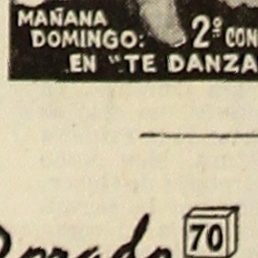 MAÑANA
DOMINGO: 2º CON
EN "TE DANZA
70